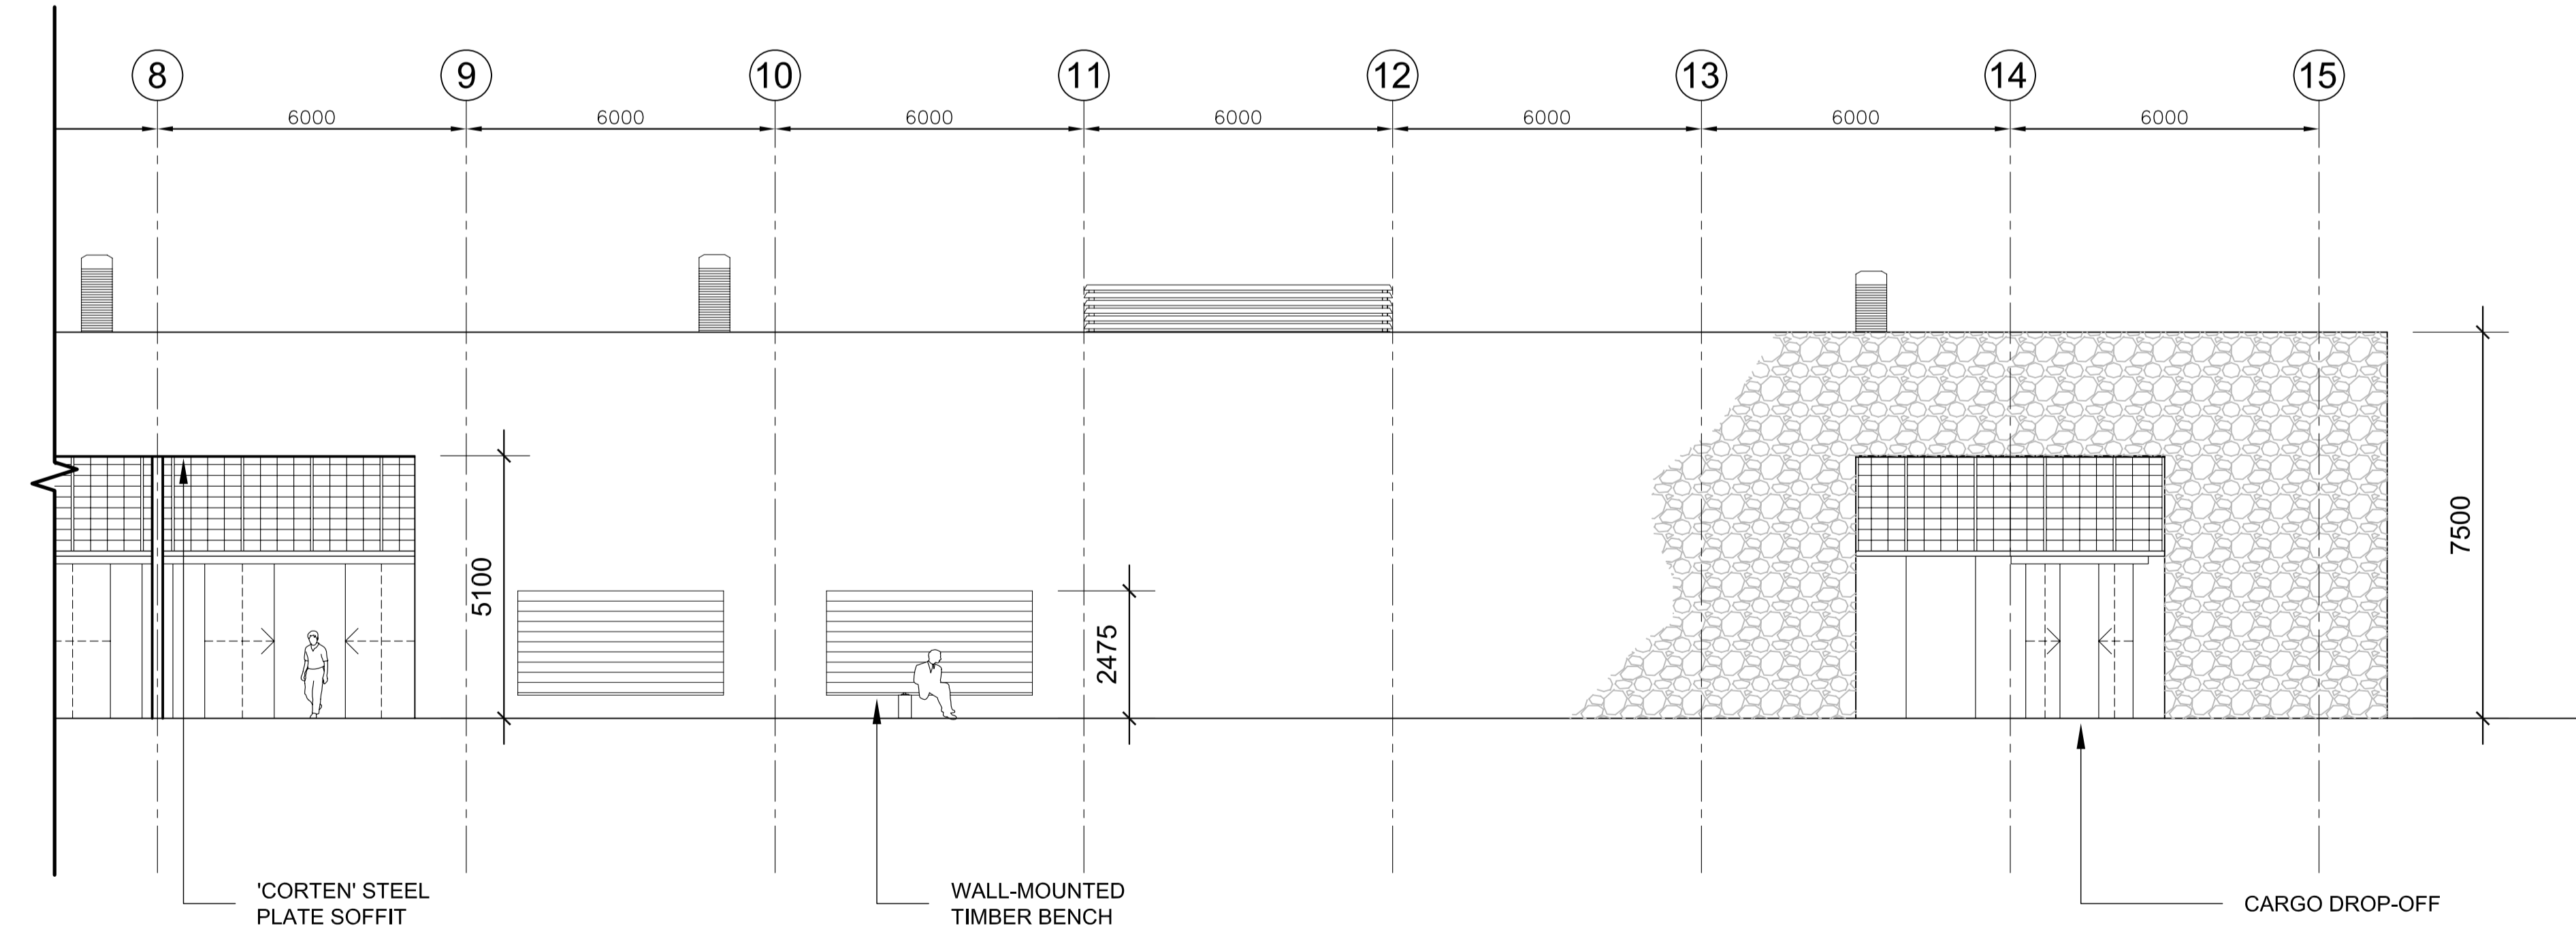 8 9 10 11 12 13 14 15
6000 6000 6000 6000 6000 6000 6000
5100
2475
7500
'CORTEN' STEEL
PLATE SOFFIT
WALL-MOUNTED
TIMBER BENCH
CARGO DROP-OFF